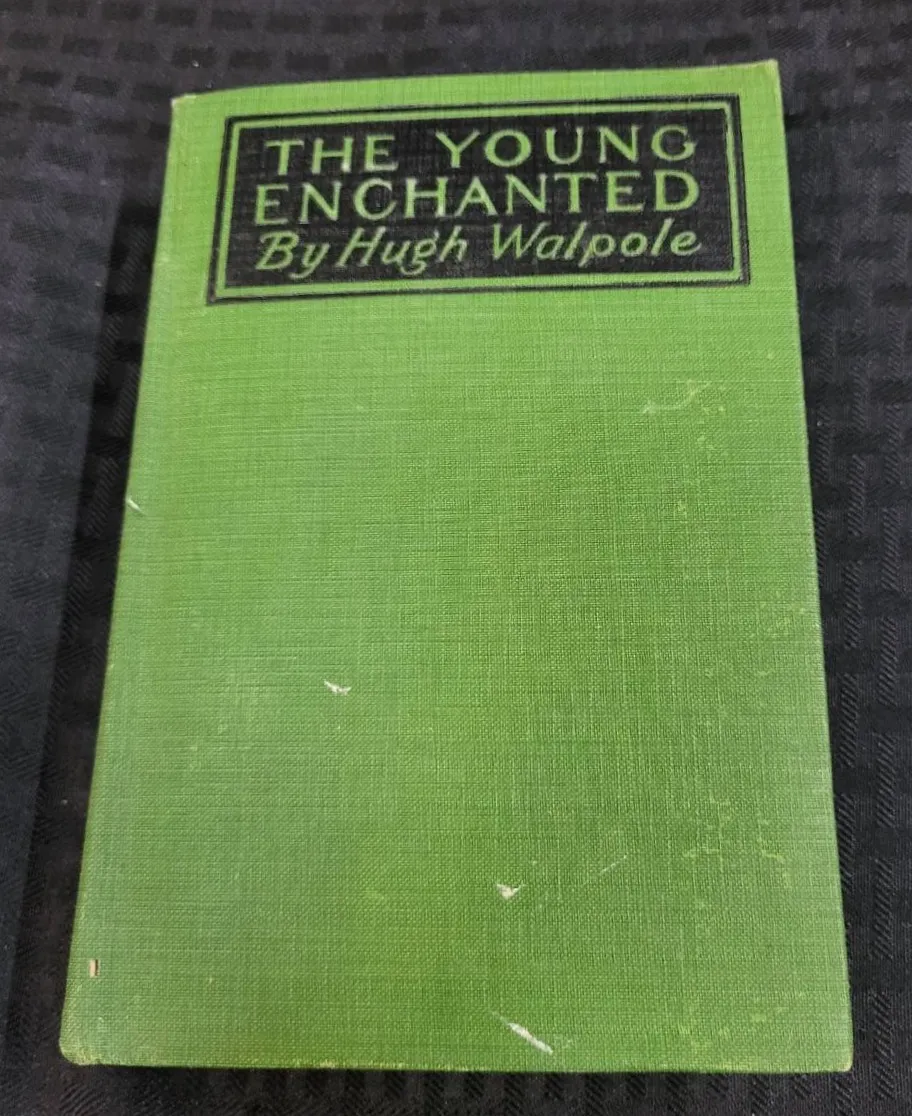 THE YOUNG
ENCHANTED
By Hugh Walpole